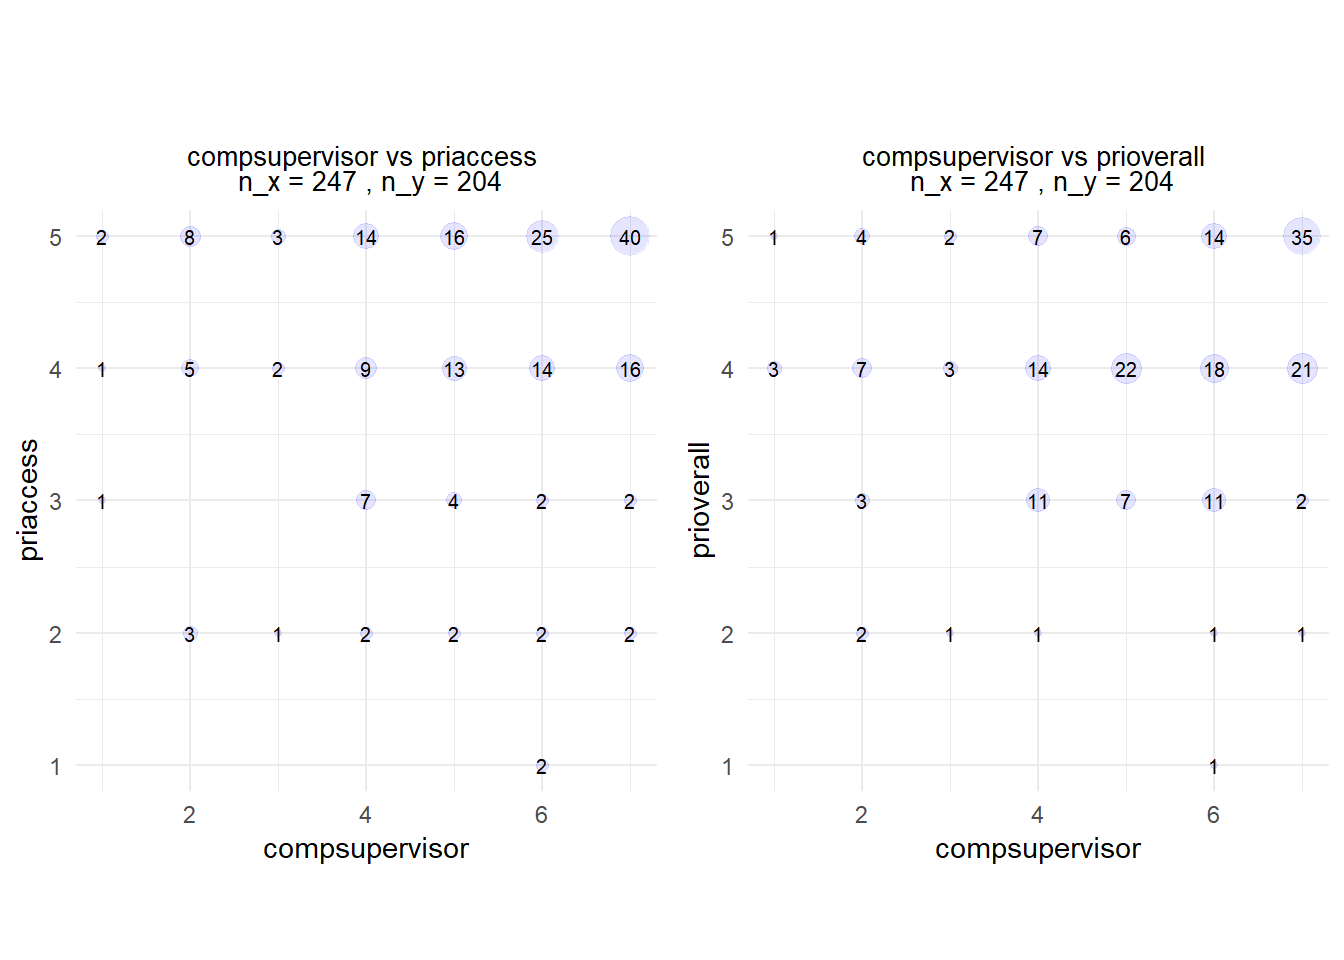 compsupervisor vs priaccess
n_x = 247 , n_y = 204
5 2 8 3 14 16 25 40
4 1 5 2 9 13 14 16
priaccess
3 1 7 4 2 2
2 3 1 2 2 2 2
1 2
2 4 6
compsupervisor
compsupervisor vs prioverall
n_x = 247 , n_y = 204
5 1 4 2 7 6 14 35
4 3 7 3 14 22 18 21
prioverall
3 3 11 7 11 2
2 2 1 1 1 1
1 1
2 4 6
compsupervisor